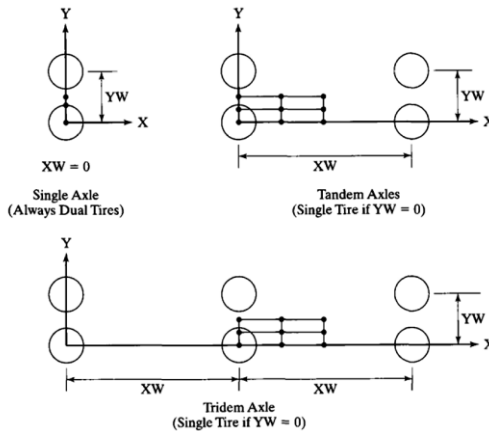 Y
Y
YW
X
YW
X
XW = 0
XW
Single Axle
(Always Dual Tires)
Tandem Axles
(Single Tire if YW = 0)
Y
YW
X
XW
XW
Tridem Axle
(Single Tire if YW = 0)